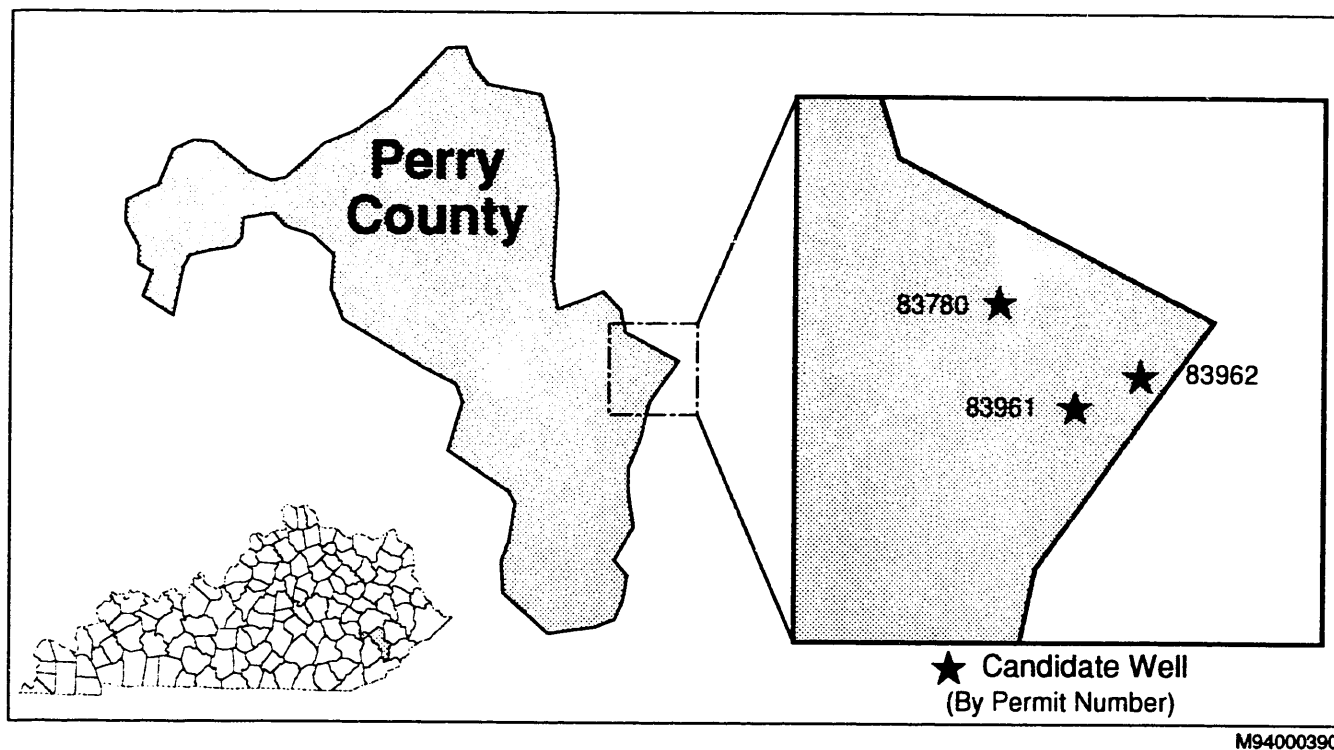 Perry
County
83780
83962
83961
Candidate Well
(By Permit Number)
M94000390